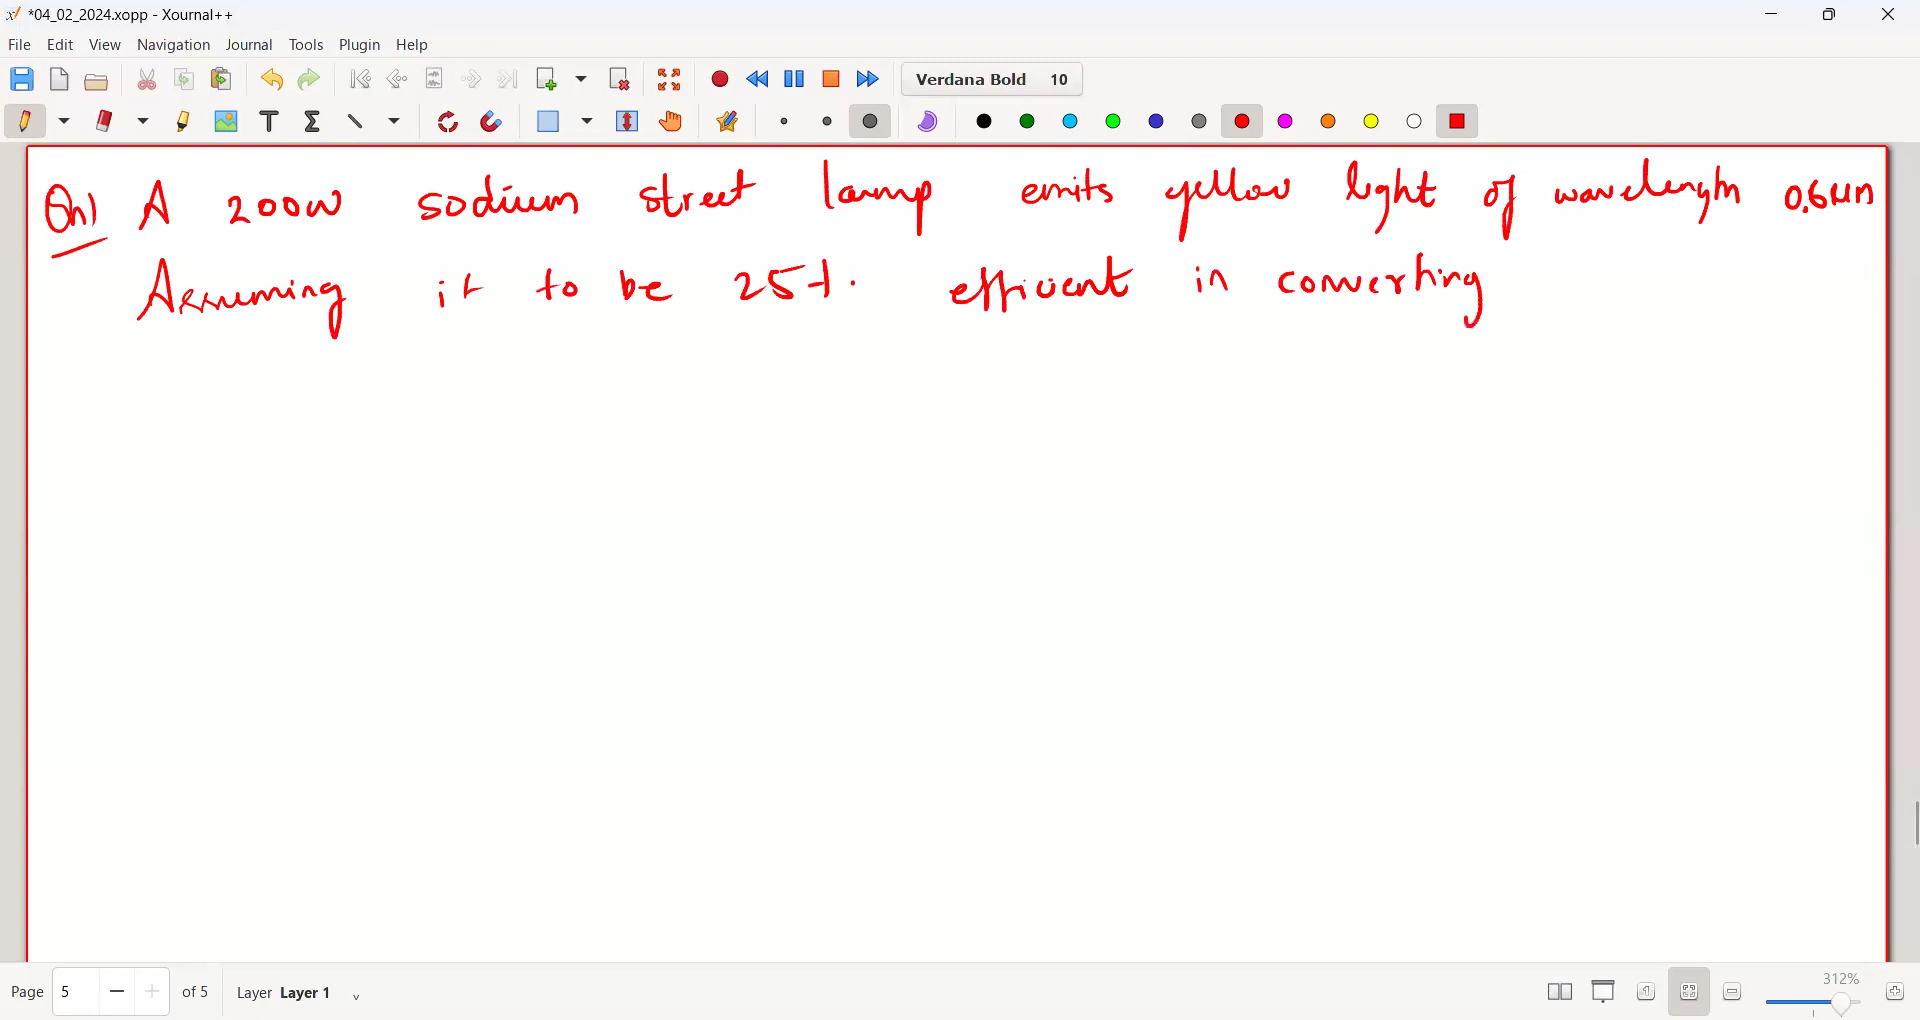 *04_02_2024.xopp - Xournal++
File Edit View Navigation Journal Tools Plugin Help
Verdana Bold 10
Qn) A 200W sodium street lamp emits yellow light of wavelength 0.6μm
Assuming it to be 25% efficient in converting
Page 5 of 5 Layer Layer 1 312%